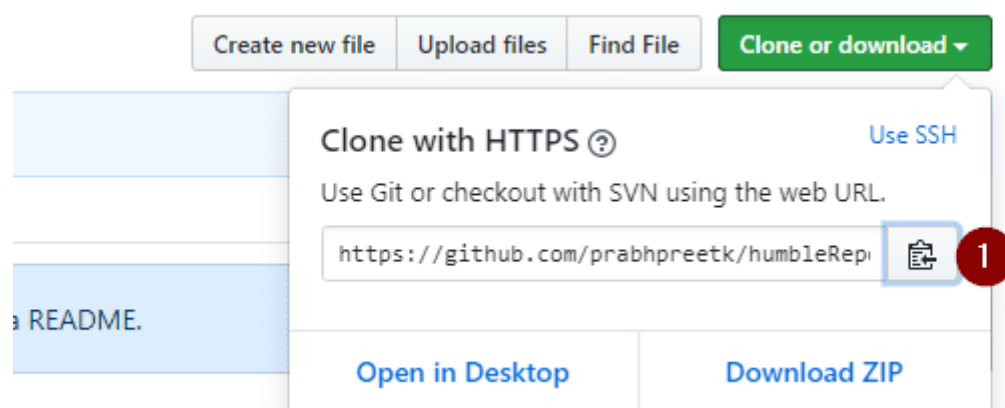 Create new file Upload files Find File Clone or download
Clone with HTTPS Use SSH
Use Git or checkout with SVN using the web URL.
https://github.com/prabhpreetk/humbleRep
1
README.
Open in Desktop Download ZIP